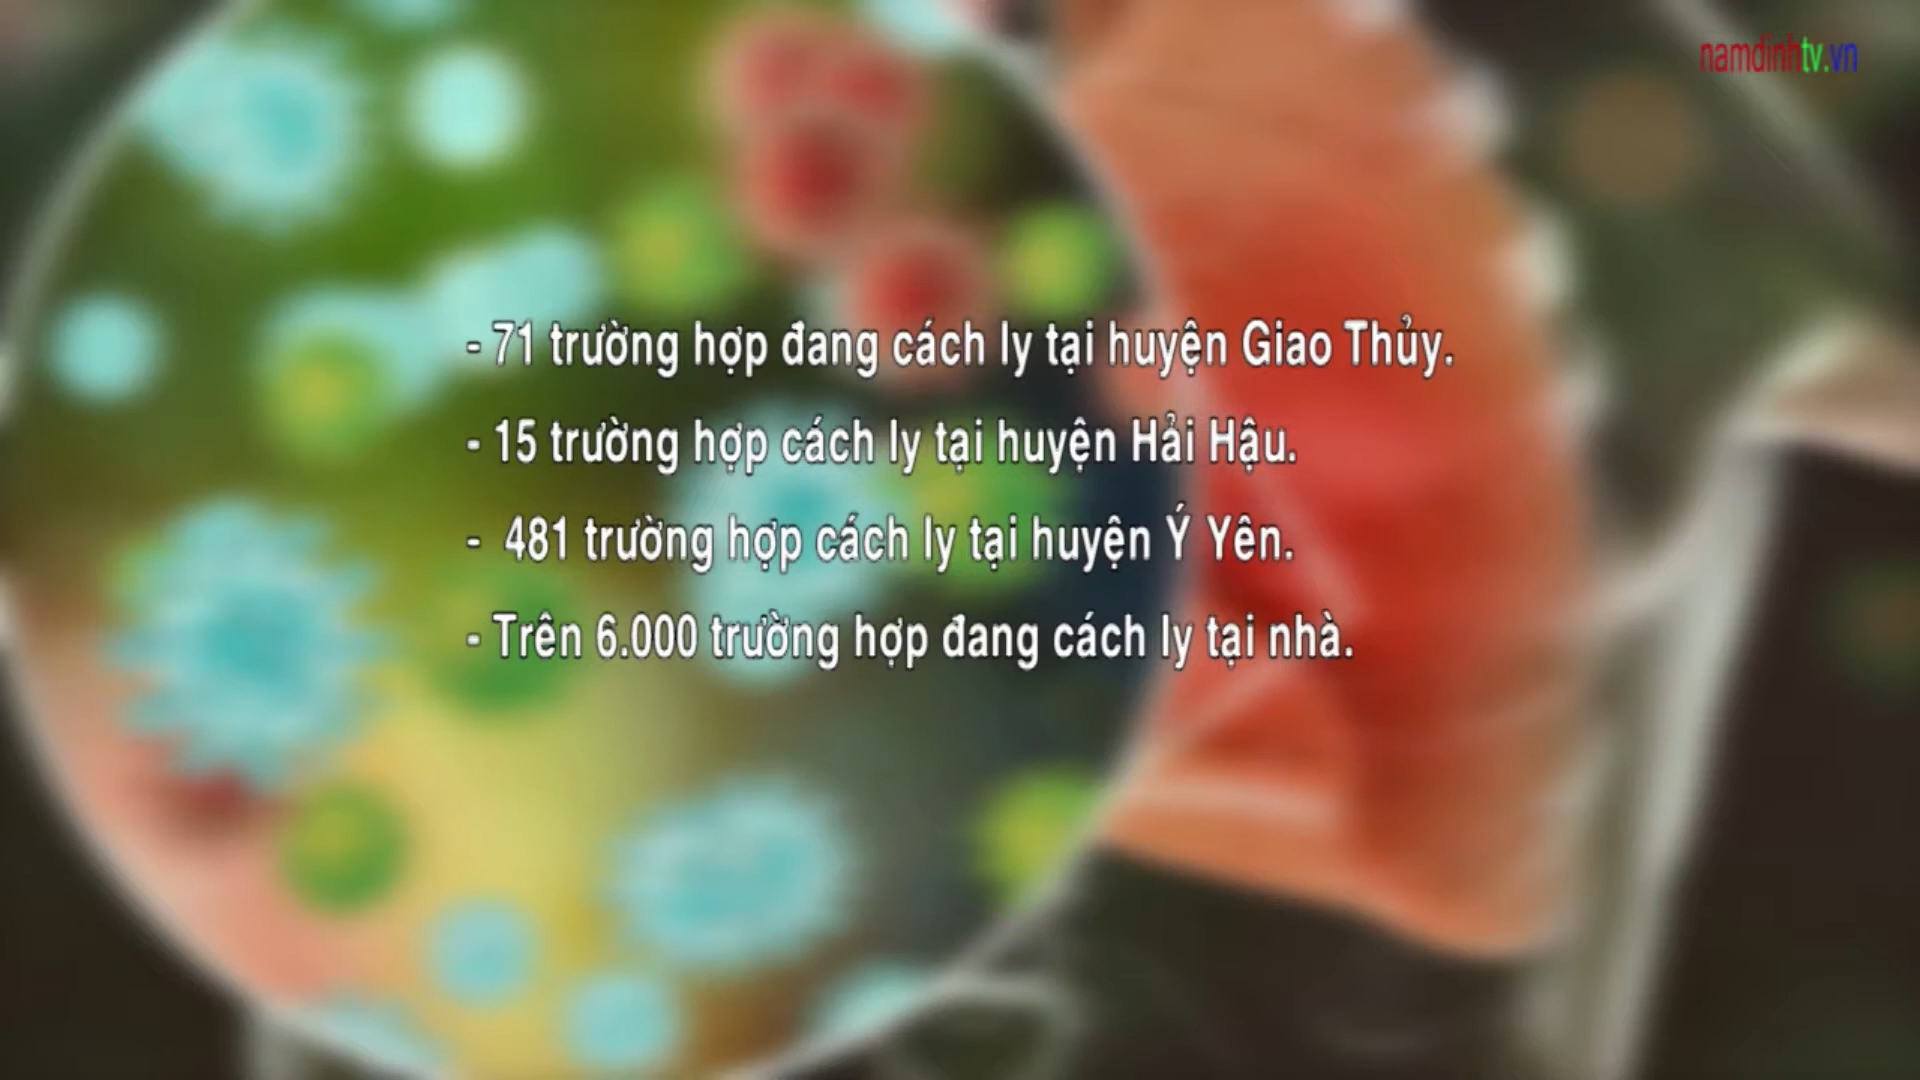 namdinhtv.vn
- 71 trường hợp đang cách ly tại huyện Giao Thủy.
- 15 trường hợp cách ly tại huyện Hải Hậu.
- 481 trường hợp cách ly tại huyện Ý Yên.
- Trên 6.000 trường hợp đang cách ly tại nhà.